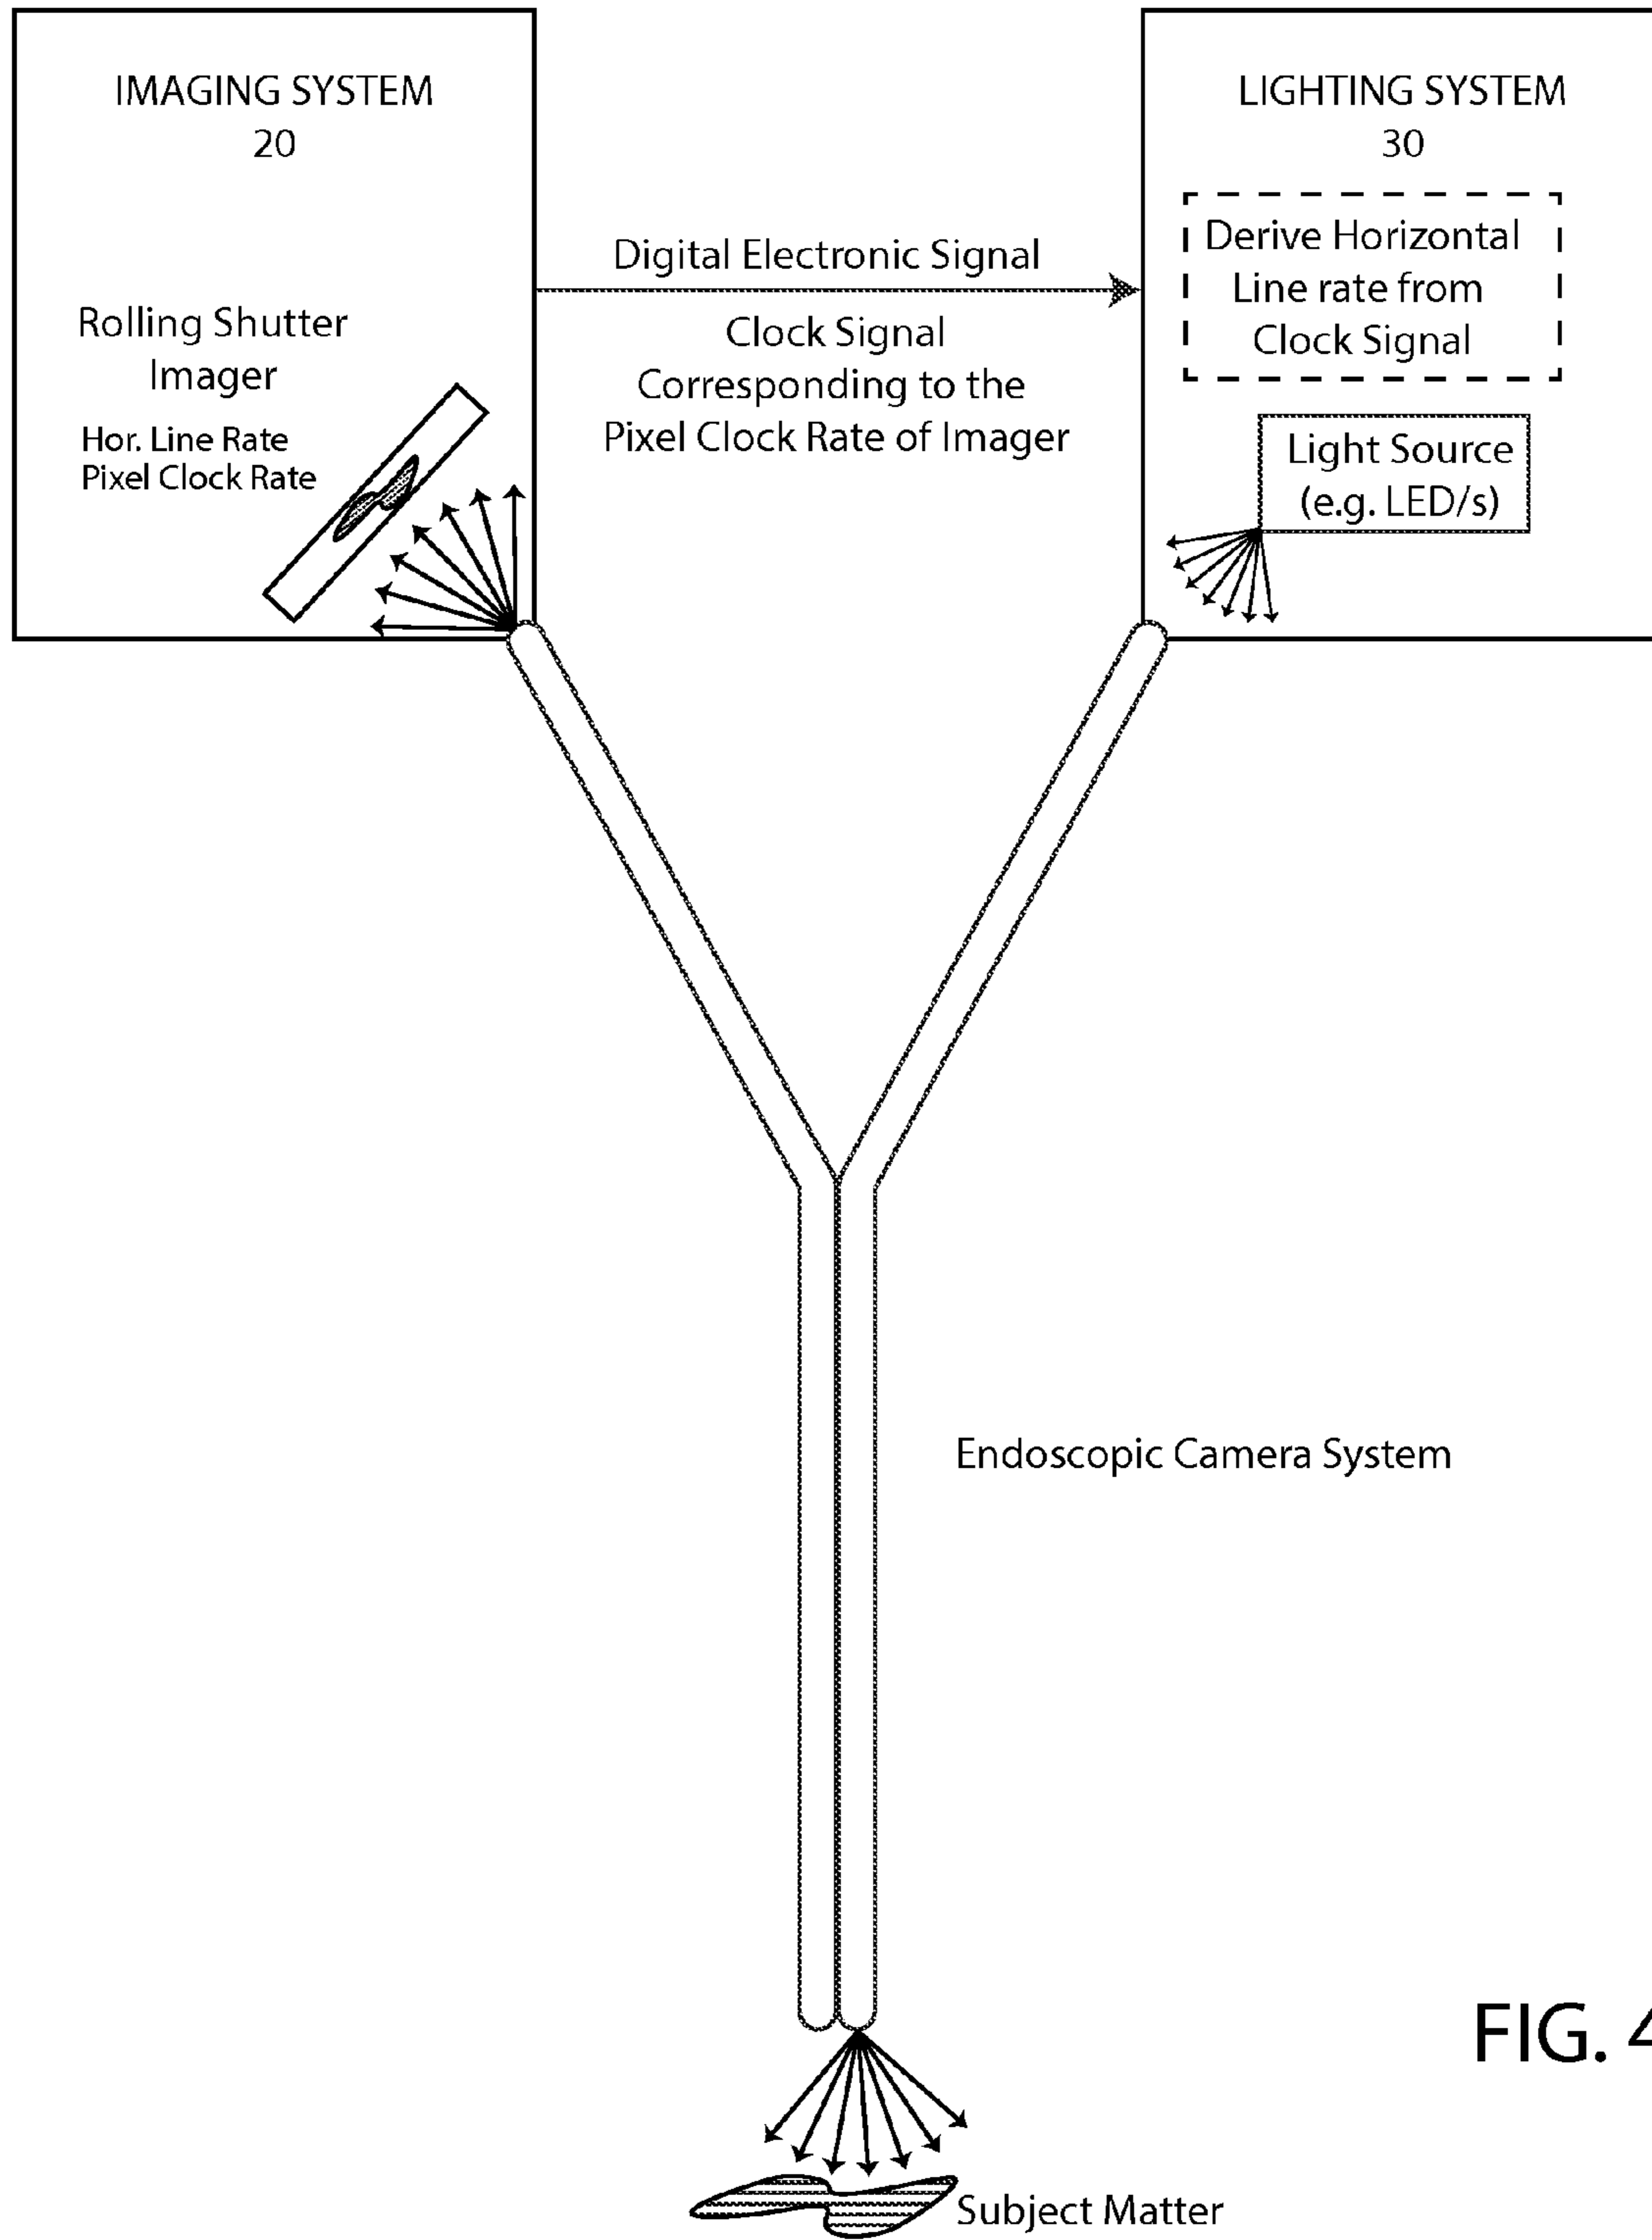 IMAGING SYSTEM
20
Rolling Shutter
Imager
Hor. Line Rate
Pixel Clock Rate
Digital Electronic Signal
Clock Signal
Corresponding to the
Pixel Clock Rate of Imager
LIGHTING SYSTEM
30
Derive Horizontal
Line rate from
Clock Signal
Light Source
(e.g. LED/s)
Endoscopic Camera System
FIG. 4
Subject Matter